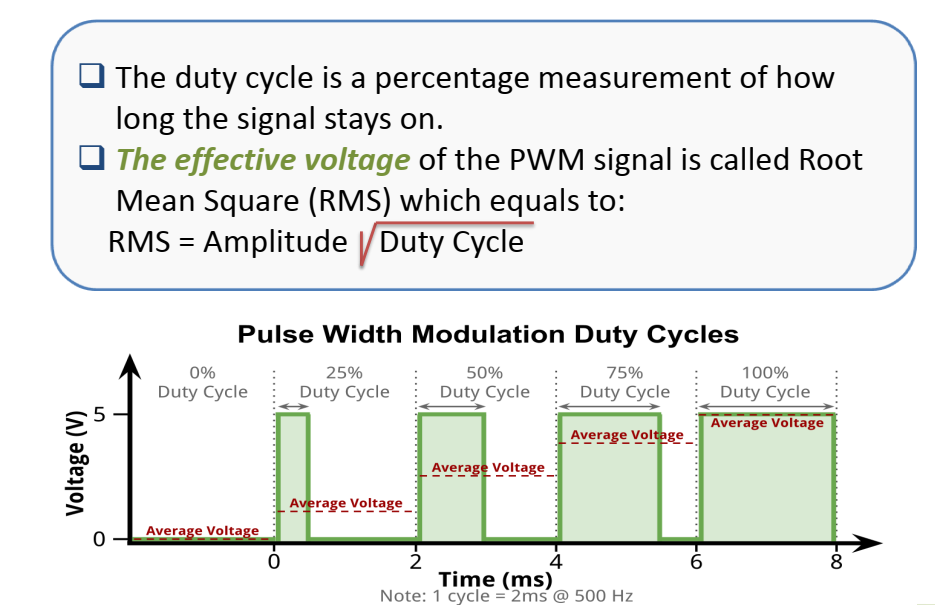 The duty cycle is a percentage measurement of how
long the signal stays on.
The effective voltage of the PWM signal is called Root
Mean Square (RMS) which equals to:
RMS = Amplitude √Duty Cycle
Pulse Width Modulation Duty Cycles
0% 25% 50% 75% 100%
Duty Cycle Duty Cycle Duty Cycle Duty Cycle Duty Cycle
5
Average Voltage
Average Voltage
Average Voltage
Average Voltage
Average Voltage
Voltage (V)
0
0 2 4 6 8
Time (ms)
Note: 1 cycle = 2ms @ 500 Hz